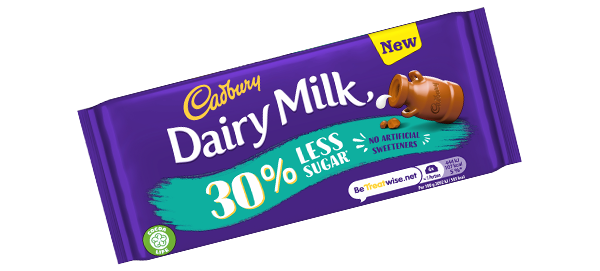 New
Cadbury
Dairy Milk
30% LESS
SUGAR*
NO ARTIFICIAL
SWEETENERS
BeTreatwise.net
COCOA
LIFE